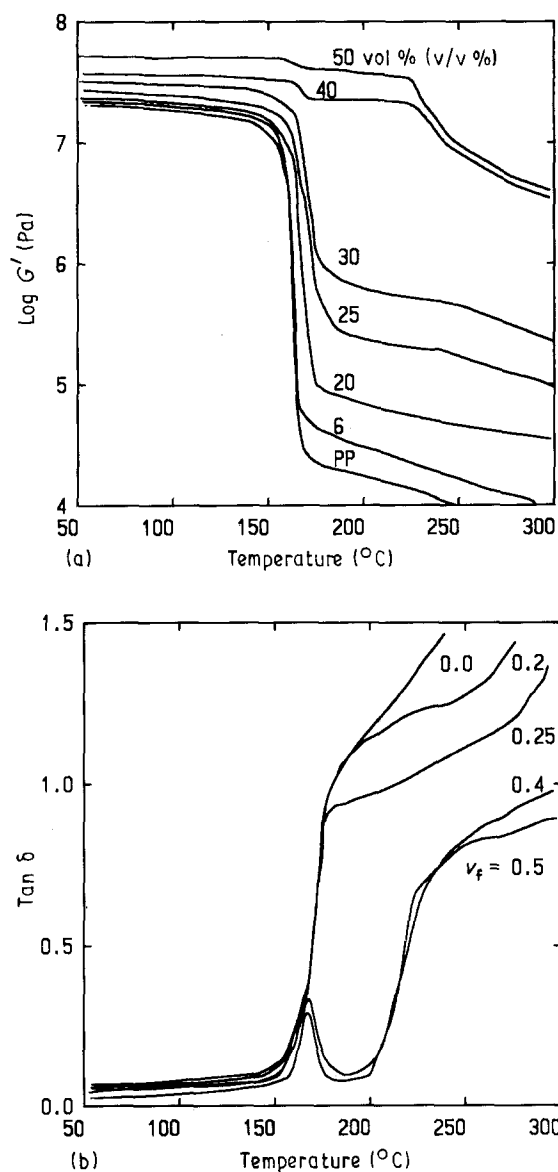 8
50 vol % (v/v %)
40
7
Log G′ (Pa)
6
30
25
5
20
6
PP
4
50 100 150 200 250 300
(a) Temperature (°C)
1.5
0.0 0.2
0.25
1.0
0.4
Tan δ
v_f = 0.5
0.5
0.0
50 100 150 200 250 300
(b) Temperature (°C)